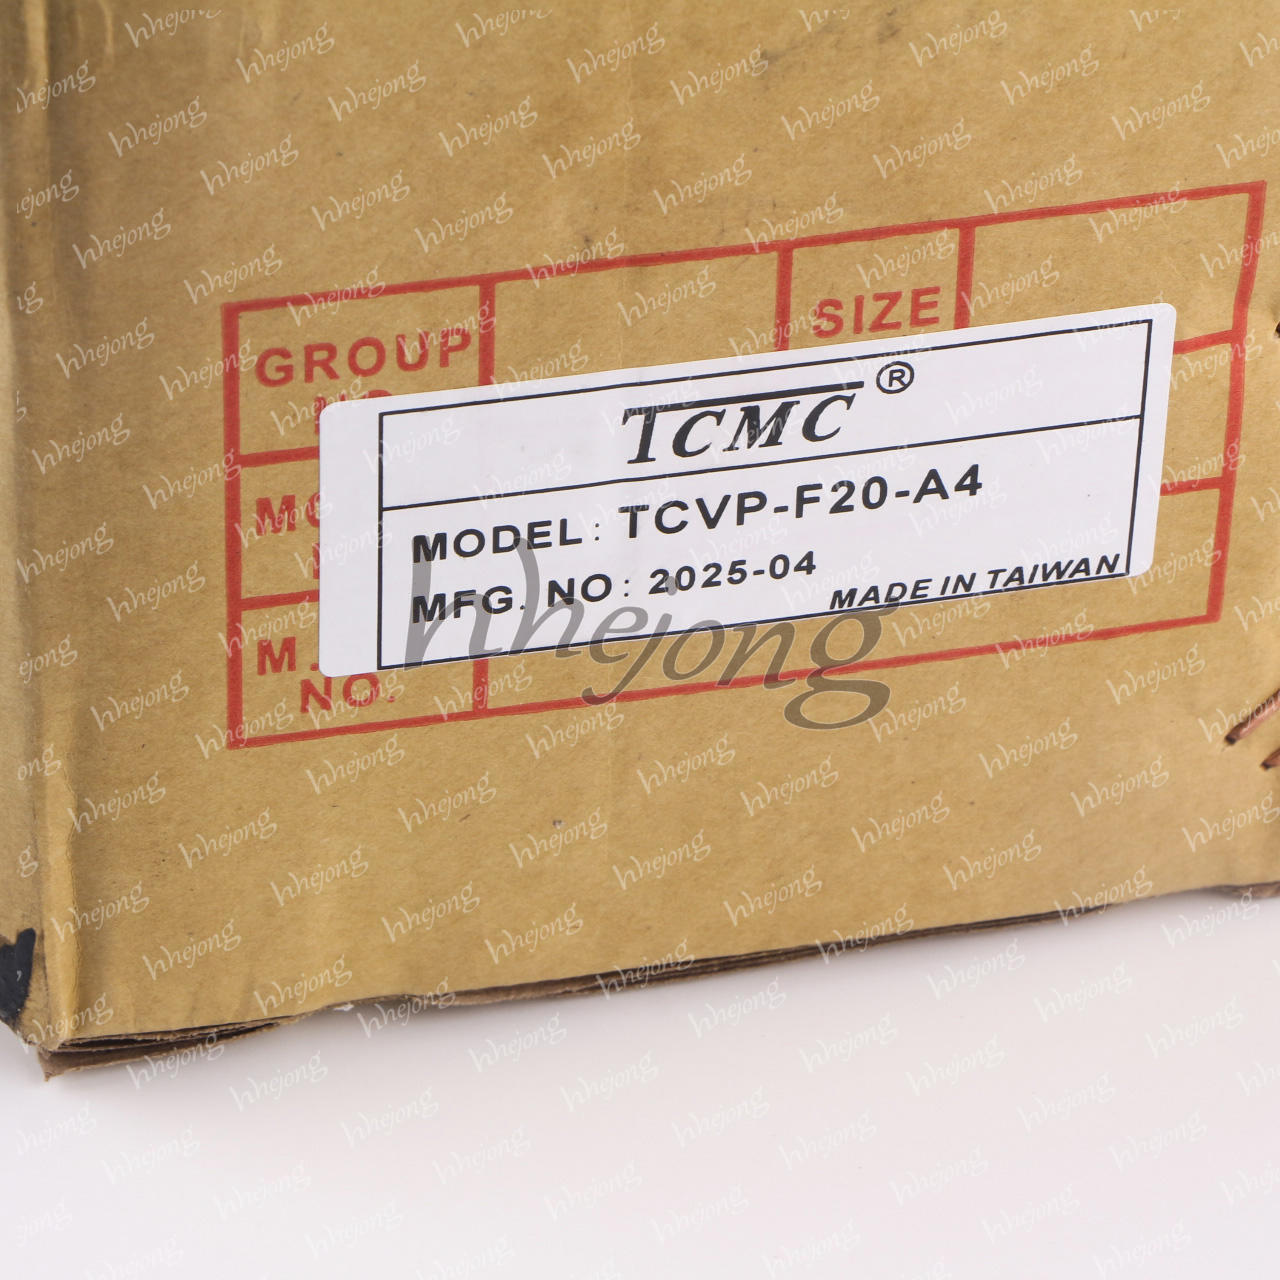 GROUP
SIZE
TCMC®
MODEL: TCVP-F20-A4
MFG. NO: 2025-04
MADE IN TAIWAN
M.
NO.
hhejong